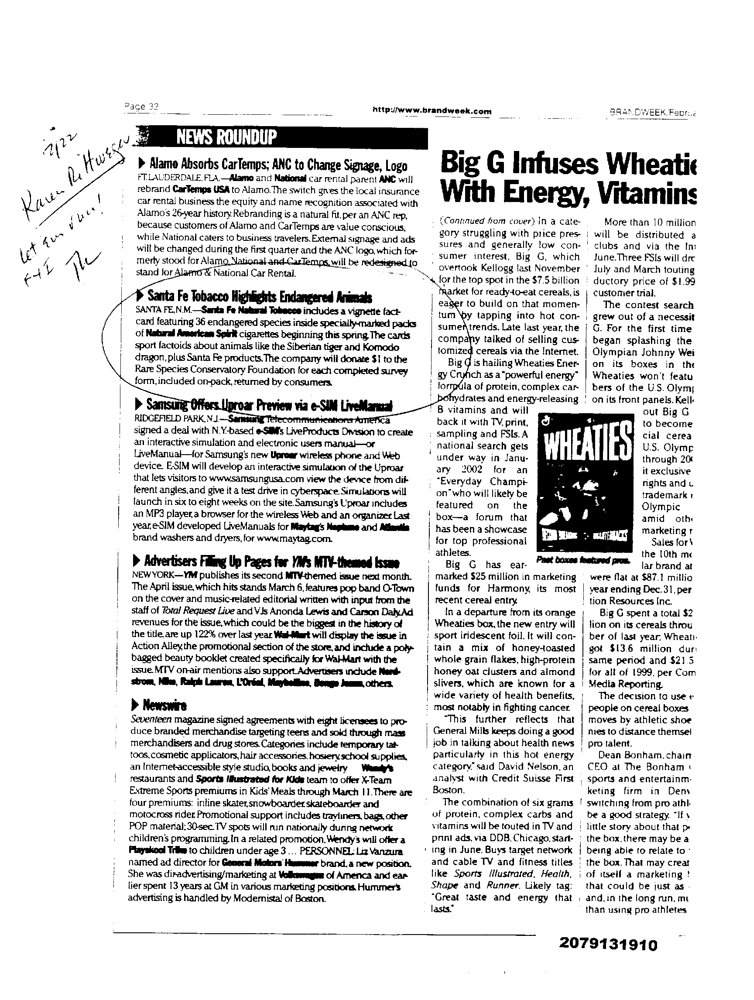 Page 32
http://www.brandweek.com
BRANDWEEK
2/22
Karen
Let
NEWS ROUNDUP
▶ Alamo Absorbs CarTemps; ANC to Change Signage, Logo
FT. LAUDERDALE, FLA.—Alamo and National car rental parent ANC will
rebrand CarTemps USA to Alamo. The switch gives the local insurance
car rental business the equity and name recognition associated with
Alamo's 26-year history. Rebranding is a natural fit, per an ANC rep,
because customers of Alamo and CarTemps are value conscious,
while National caters to business travelers. External signage and ads
will be changed during the first quarter and the ANC logo, which for-
merly stood for Alamo, National and CarTemps, will be redesigned to
stand for Alamo & National Car Rental.
▶ Santa Fe Tobacco Highlights Endangered Animals
SANTA FE, N.M.—Santa Fe Natural Tobacco includes a vignette fact-
card featuring 36 endangered species inside specially-marked packs
of Natural American Spirit cigarettes beginning this spring. The cards
sport factoids about animals like the Siberian tiger and Komodo
dragon, plus Santa Fe products. The company will donate $1 to the
Rare Species Conservatory Foundation for each completed survey
form, included on-pack, returned by consumers.
▶ Samsung Offers Uproar Preview via e-SIM LiveManual
RIDGEFIELD PARK, N.J.—Samsung Telecommunications America
signed a deal with N.Y.-based e-SIM's LiveProducts Division to create
an interactive simulation and electronic users manual—or
LiveManual—for Samsung's new Uproar wireless phone and Web
device. E-SIM will develop an interactive simulation of the Uproar
that lets visitors to www.samsungusa.com view the device from dif-
ferent angles, and give it a test drive in cyberspace. Simulations will
launch in six to eight weeks on the site. Samsung's Uproar includes
an MP3 player, a browser for the wireless Web and an organizer. Last
year, e-SIM developed LiveManuals for Maytag's Neptune and Atlantis
brand washers and dryers, for www.maytag.com.
▶ Advertisers Filling Up Pages for YM's MTV-themed Issue
NEW YORK—YM publishes its second MTV-themed issue next month.
The April issue, which hits stands March 6, features pop band O-Town
on the cover and music-related editorial written with input from the
staff of Total Request Live and VJs Anonda Lewis and Carson Daly. Ad
revenues for the issue, which could be the biggest in the history of
the title, are up 122% over last year. Wal-Mart will display the issue in
Action Alley, the promotional section of the store, and include a poly-
bagged beauty booklet created specifically for Wal-Mart with the
issue. MTV on-air mentions also support. Advertisers include Nord-
strom, Nike, Ralph Lauren, L'Oréal, Maybelline, Bongo Jeans, others.
▶ Newswire
Seventeen magazine signed agreements with eight licensees to pro-
duce branded merchandise targeting teens and sold through mass
merchandisers and drug stores. Categories include temporary tat-
toos, cosmetic applicators, hair accessories, hosiery, school supplies,
an Internet-accessible style studio, books and jewelry Wendy's
restaurants and Sports Illustrated for Kids team to offer X-Team
Extreme Sports premiums in Kids' Meals through March 11. There are
four premiums: inline skater, snowboarder, skateboarder and
motocross rider. Promotional support includes trayliners, bags, other
POP material; 30-sec. TV spots will run nationally during network
children's programming. In a related promotion, Wendy's will offer a
Playskool Tribe to children under age 3 ... PERSONNEL: Liz Vanzura
named ad director for General Motors' Hummer brand, a new position.
She was dir-advertising/marketing at Volkswagen of America and ear-
lier spent 13 years at GM in various marketing positions. Hummer's
advertising is handled by Modernistal of Boston.
Big G Infuses Wheatie
With Energy, Vitamins
(Continued from cover) In a cate-
gory struggling with price pres-
sures and generally low con-
sumer interest, Big G, which
overtook Kellogg last November
for the top spot in the $7.5 billion
market for ready-to-eat cereals, is
eager to build on that momen-
tum by tapping into hot con-
sumer trends. Late last year, the
company talked of selling cus-
tomized cereals via the Internet.
Big G is hailing Wheaties Ener-
gy Crunch as a "powerful energy"
formula of protein, complex car-
bohydrates and energy-releasing
B vitamins and will
back it with TV, print,
sampling and FSIs. A
national search gets
under way in Janu-
ary 2002 for an
"Everyday Champi-
on" who will likely be
featured on the
box—a forum that
has been a showcase
for top professional
athletes.
Big G has ear-
marked $25 million in marketing
funds for Harmony, its most
recent cereal entry.
In a departure from its orange
Wheaties box, the new entry will
sport iridescent foil. It will con-
tain a mix of honey-toasted
whole grain flakes, high-protein
honey oat clusters and almond
slivers, which are known for a
wide variety of health benefits,
most notably in fighting cancer.
"This further reflects that
General Mills keeps doing a good
job in talking about health news
particularly in this hot energy
category," said David Nelson, an
analyst with Credit Suisse First
Boston.
The combination of six grams
of protein, complex carbs and
vitamins will be touted in TV and
print ads, via DDB, Chicago, start-
ing in June. Buys target network
and cable TV and fitness titles
like Sports Illustrated, Health,
Shape and Runner. Likely tag:
"Great taste and energy that
lasts."
More than 10 million
will be distributed a
clubs and via the Int
June. Three FSIs will dr
July and March touting
ductory price of $1.99
customer trial.
The contest search
grew out of a necessit
G. For the first time
began splashing the
Olympian Johnny Wei
on its boxes in the
Wheaties won't featu
bers of the U.S. Olymp
on its front panels. Kell
out Big G
to become
cial cerea
U.S. Olymp
through 200
it exclusive
rights and u
trademark i
Olympic
amid othe
marketing r
Sales for W
the 10th mo
lar brand at
WHEATIES
Past boxes featured pros.
were flat at $87.1 millio
year ending Dec. 31, per
tion Resources Inc.
Big G spent a total $2
lion on its cereals throu
ber of last year; Wheati
got $13.6 million duri
same period and $21.5
for all of 1999, per Com
Media Reporting.
The decision to use e
people on cereal boxes
moves by athletic shoe
nies to distance themsel
pro talent.
Dean Bonham, chairm
CEO at The Bonham
sports and entertainm
keting firm in Denv
switching from pro athl
be a good strategy. "If y
little story about that p
the box, there may be a
being able to relate to
the box. That may creat
of itself a marketing
that could be just as
and, in the long run, m
than using pro athletes
2079131910